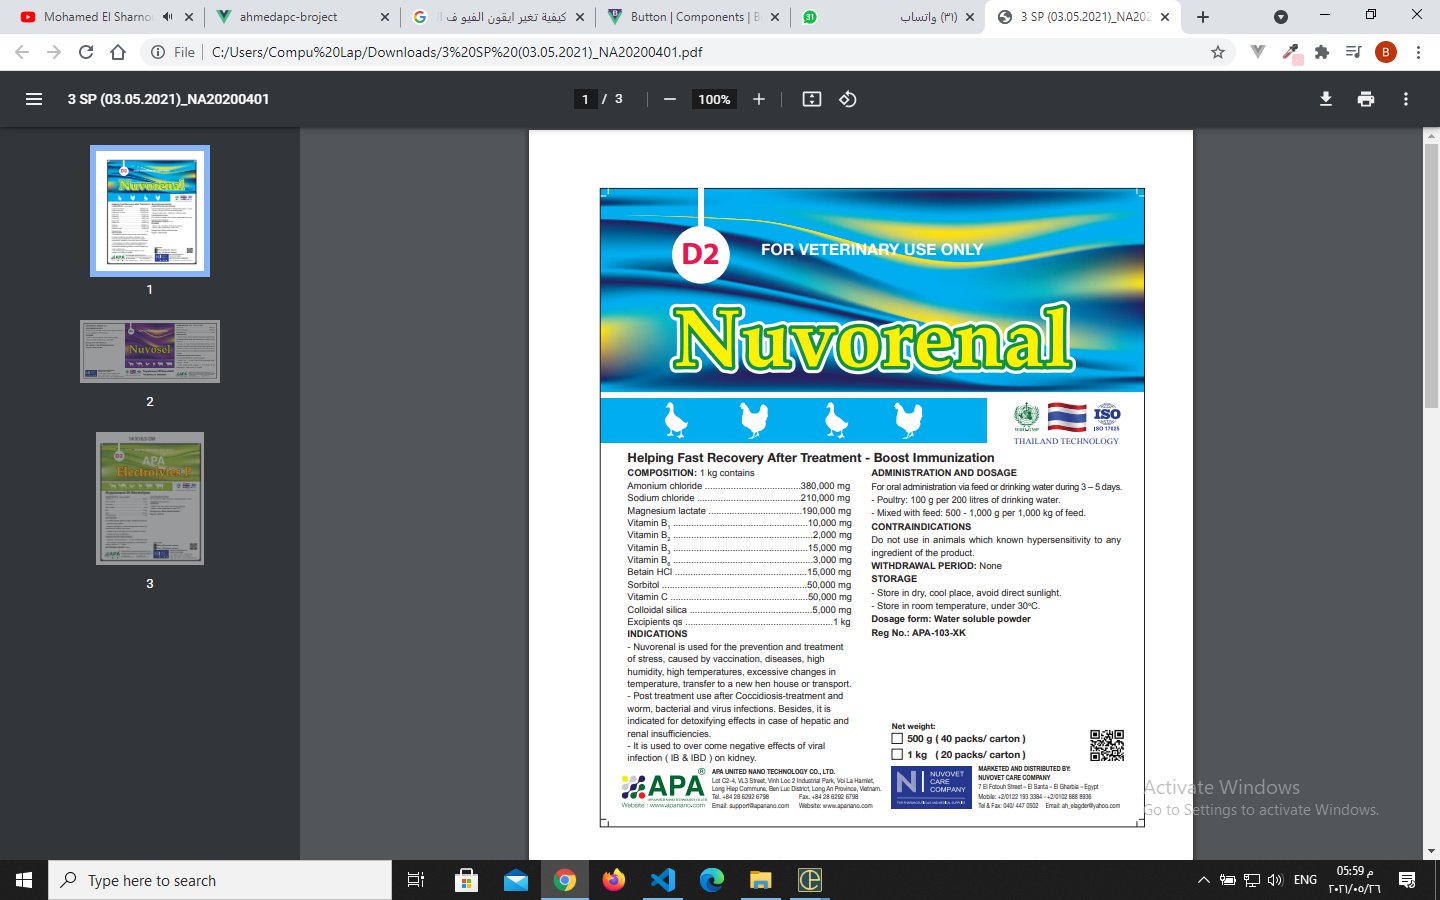 Mohamed El Sharno
ahmedapc-broject
كيفية تغير ايقون الفيو ف ال
Button | Components | B
(٣١) واتساب
3 SP (03.05.2021)_NA202
File
C:/Users/Compu%20Lap/Downloads/3%20SP%20(03.05.2021)_NA20200401.pdf
B
3 SP (03.05.2021)_NA20200401
1 / 3
100%
1
2
3
D2
FOR VETERINARY USE ONLY
Nuvorenal
WHO GMP
ISO
ISO 17025
THAILAND TECHNOLOGY
Helping Fast Recovery After Treatment - Boost Immunization
COMPOSITION: 1 kg contains
Amonium chloride ....................................380,000 mg
Sodium chloride .......................................210,000 mg
Magnesium lactate ...................................190,000 mg
Vitamin B1 ....................................................10,000 mg
Vitamin B2 ......................................................2,000 mg
Vitamin B3 ....................................................15,000 mg
Vitamin B6 ......................................................3,000 mg
Betain HCl ...................................................15,000 mg
Sorbitol ........................................................50,000 mg
Vitamin C .....................................................50,000 mg
Colloidal silica ...............................................5,000 mg
Excipients qs .........................................................1 kg
INDICATIONS
- Nuvorenal is used for the prevention and treatment
of stress, caused by vaccination, diseases, high
humidity, high temperatures, excessive changes in
temperature, transfer to a new hen house or transport.
- Post treatment use after Coccidiosis-treatment and
worm, bacterial and virus infections. Besides, it is
indicated for detoxifying effects in case of hepatic and
renal insufficiencies.
- It is used to over come negative effects of viral
infection ( IB & IBD ) on kidney.
ADMINISTRATION AND DOSAGE
For oral administration via feed or drinking water during 3 – 5 days.
- Poultry: 100 g per 200 litres of drinking water.
- Mixed with feed: 500 - 1,000 g per 1,000 kg of feed.
CONTRAINDICATIONS
Do not use in animals which known hypersensitivity to any
ingredient of the product.
WITHDRAWAL PERIOD: None
STORAGE
- Store in dry, cool place, avoid direct sunlight.
- Store in room temperature, under 30ºC.
Dosage form: Water soluble powder
Reg No.: APA-103-XK
Net weight:
500 g ( 40 packs/ carton )
1 kg ( 20 packs/ carton )
APA®
Website : www.apanano.com
APA UNITED NANO TECHNOLOGY CO., LTD.
Lot C2-4, VL3 Street, Vinh Loc 2 Industrial Park, Voi La Hamlet,
Long Hiep Commune, Ben Luc District, Long An Province, Vietnam.
Tel. +84 28 6292 6798 Fax. +84 28 6292 6798
Email: support@apanano.com Website: www.apanano.com
N
NUVOVET
CARE
COMPANY
MARKETED AND DISTRIBUTED BY:
NUVOVET CARE COMPANY
7 El Fotouh Street – El Santa – El Gharbia – Egypt
Mobile: +2/0122 193 3384 - +2/0102 888 8936
Tel & Fax: 040/ 447 0502 Email: ah_elagder@yahoo.com
Activate Windows
Go to Settings to activate Windows.
Type here to search
ENG
05:59 م
٢٠٢١/٠٥/٢٦